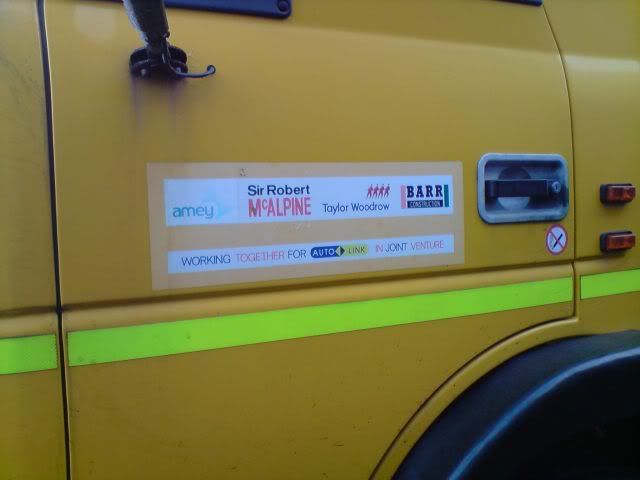 amey
Sir Robert
McALPINE
Taylor Woodrow
BARR
CONSTRUCTION
WORKING TOGETHER FOR AUTO LINK IN JOINT VENTURE